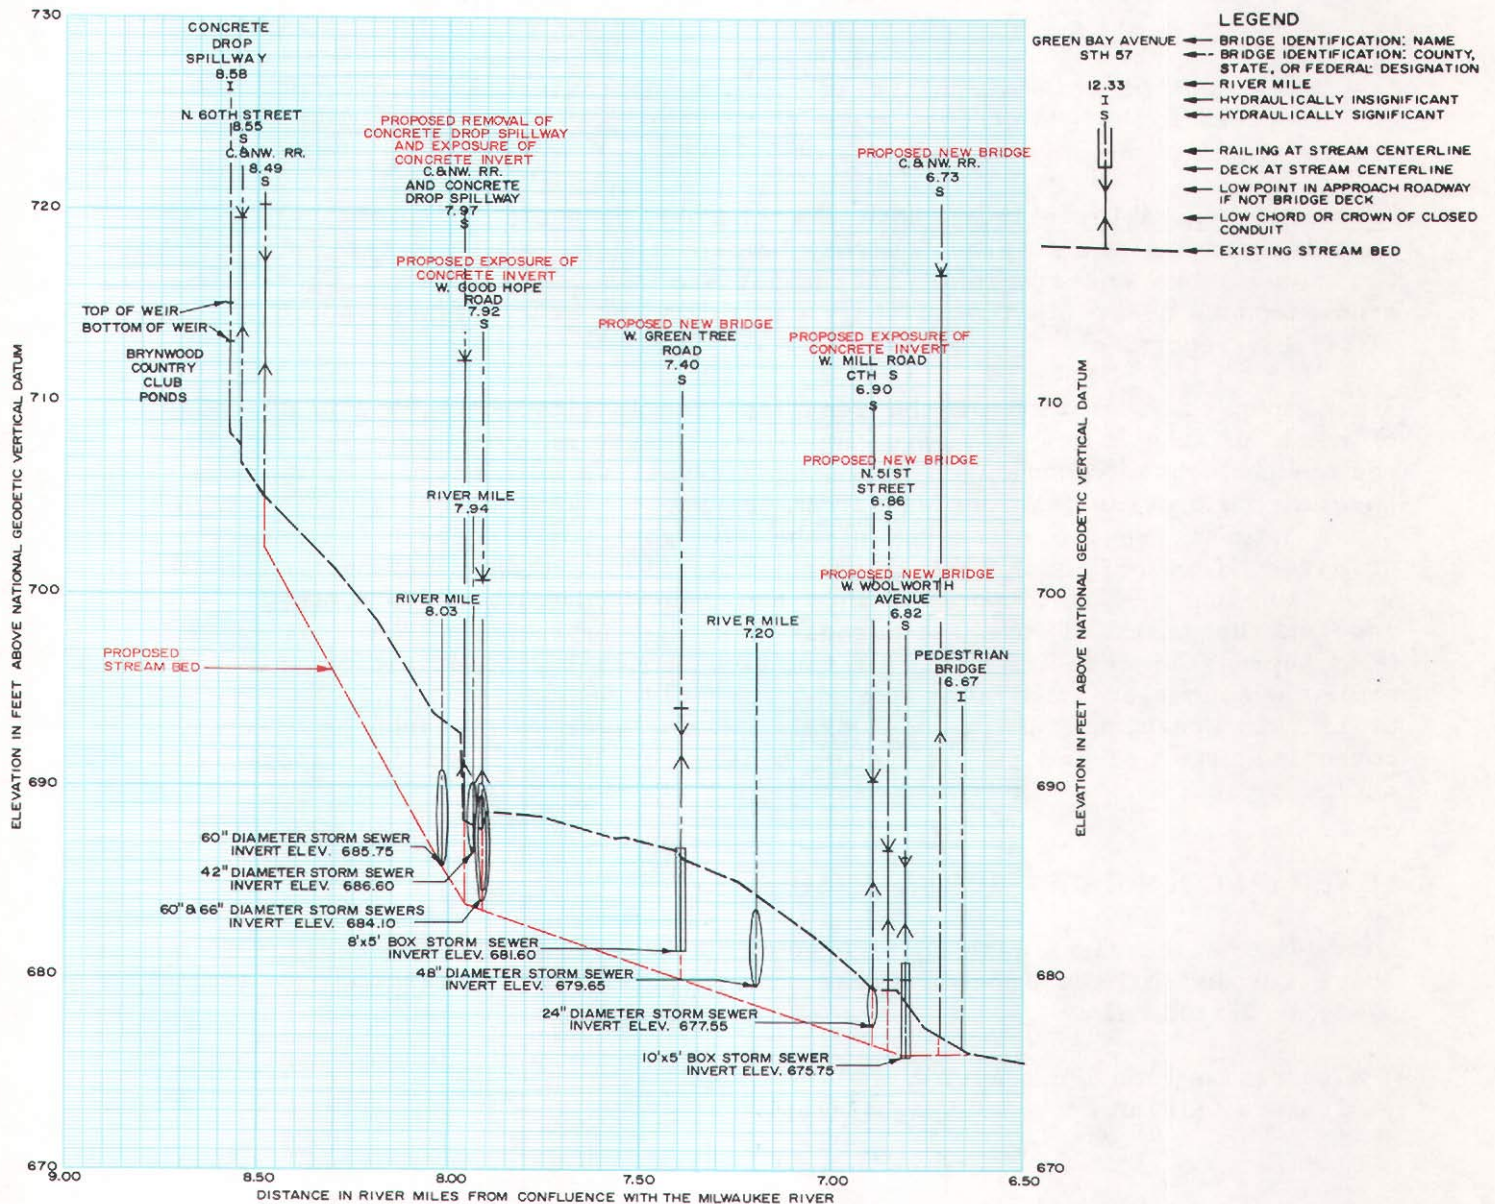 730
720
710
700
690
680
670
ELEVATION IN FEET ABOVE NATIONAL GEODETIC VERTICAL DATUM
CONCRETE
DROP
SPILLWAY
8.58
I
N. 60TH STREET
8.55
S
C.&NW. RR.
8.49
S
TOP OF WEIR
BOTTOM OF WEIR
BRYNWOOD
COUNTRY
CLUB
PONDS
PROPOSED REMOVAL OF
CONCRETE DROP SPILLWAY
AND EXPOSURE OF
CONCRETE INVERT
C.&NW. RR.
AND CONCRETE
DROP SPILLWAY
7.97
S
PROPOSED EXPOSURE OF
CONCRETE INVERT
W. GOOD HOPE
ROAD
7.92
S
RIVER MILE
7.94
RIVER MILE
8.03
PROPOSED
STREAM BED
PROPOSED NEW BRIDGE
W. GREEN TREE
ROAD
7.40
S
RIVER MILE
7.20
PROPOSED NEW BRIDGE
C.&NW. RR.
6.73
S
PROPOSED EXPOSURE OF
CONCRETE INVERT
W. MILL ROAD
CTH S
6.90
S
PROPOSED NEW BRIDGE
N. 51ST
STREET
6.86
S
PROPOSED NEW BRIDGE
W. WOOLWORTH
AVENUE
6.82
S
PEDESTRIAN
BRIDGE
6.67
I
60" DIAMETER STORM SEWER
INVERT ELEV. 685.75
42" DIAMETER STORM SEWER
INVERT ELEV. 686.60
60" & 66" DIAMETER STORM SEWERS
INVERT ELEV. 684.10
8'x5' BOX STORM SEWER
INVERT ELEV. 681.60
48" DIAMETER STORM SEWER
INVERT ELEV. 679.65
24" DIAMETER STORM SEWER
INVERT ELEV. 677.55
10'x5' BOX STORM SEWER
INVERT ELEV. 675.75
9.00
8.50
8.00
7.50
7.00
6.50
DISTANCE IN RIVER MILES FROM CONFLUENCE WITH THE MILWAUKEE RIVER
710
700
690
680
670
ELEVATION IN FEET ABOVE NATIONAL GEODETIC VERTICAL DATUM
LEGEND
GREEN BAY AVENUE
STH 57
12.33
I
S
BRIDGE IDENTIFICATION: NAME
BRIDGE IDENTIFICATION: COUNTY,
STATE, OR FEDERAL DESIGNATION
RIVER MILE
HYDRAULICALLY INSIGNIFICANT
HYDRAULICALLY SIGNIFICANT
RAILING AT STREAM CENTERLINE
DECK AT STREAM CENTERLINE
LOW POINT IN APPROACH ROADWAY
IF NOT BRIDGE DECK
LOW CHORD OR CROWN OF CLOSED
CONDUIT
EXISTING STREAM BED